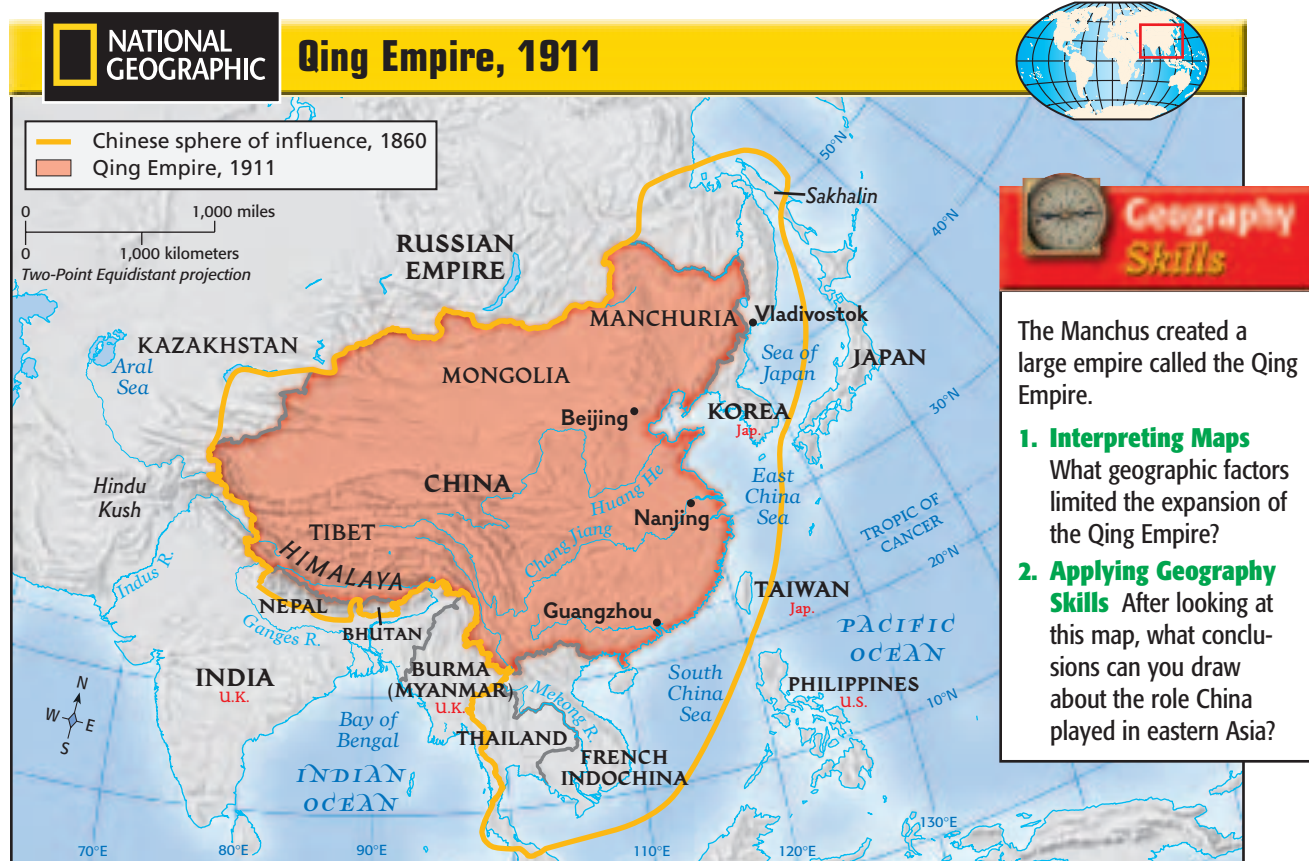 NATIONAL
GEOGRAPHIC
Qing Empire, 1911
Chinese sphere of influence, 1860
Qing Empire, 1911
0 1,000 miles
0 1,000 kilometers
Two-Point Equidistant projection
50°N
Sakhalin
40°N
RUSSIAN
EMPIRE
MANCHURIA
Vladivostok
KAZAKHSTAN
Aral
Sea
Sea of
Japan
JAPAN
MONGOLIA
30°N
Beijing
KOREA
Jap.
Hindu
Kush
CHINA
Huang He
East
China
Sea
Nanjing
TROPIC OF
CANCER
TIBET
Chang Jiang
20°N
HIMALAYA
Indus R.
NEPAL
TAIWAN
Jap.
Guangzhou
Ganges R.
BHUTAN
PACIFIC
OCEAN
INDIA
U.K.
BURMA
(MYANMAR)
U.K.
Mekong R.
South
China
Sea
PHILIPPINES
U.S.
10°N
N
W E
S
Bay of
Bengal
THAILAND
FRENCH
INDOCHINA
INDIAN
OCEAN
70°E 80°E 90°E 110°E 120°E 130°E
Geography
Skills
The Manchus created a
large empire called the Qing
Empire.
1. Interpreting Maps
What geographic factors
limited the expansion of
the Qing Empire?
2. Applying Geography
Skills After looking at
this map, what conclu-
sions can you draw
about the role China
played in eastern Asia?